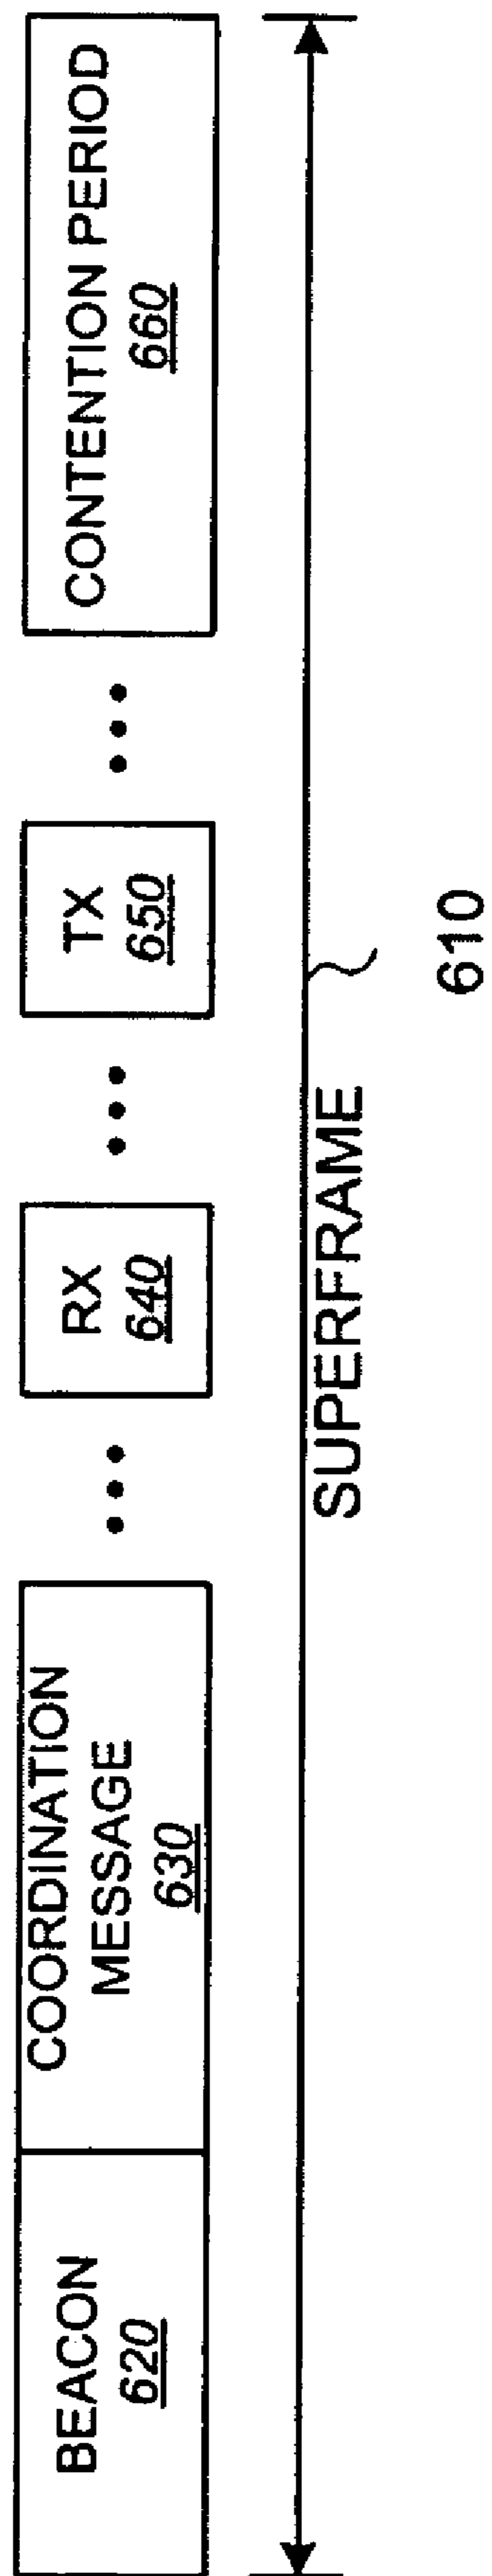 BEACON
620
COORDINATION
MESSAGE
630
• • •
RX
640
• • •
TX
650
• • •
CONTENTION PERIOD
660
SUPERFRAME
610